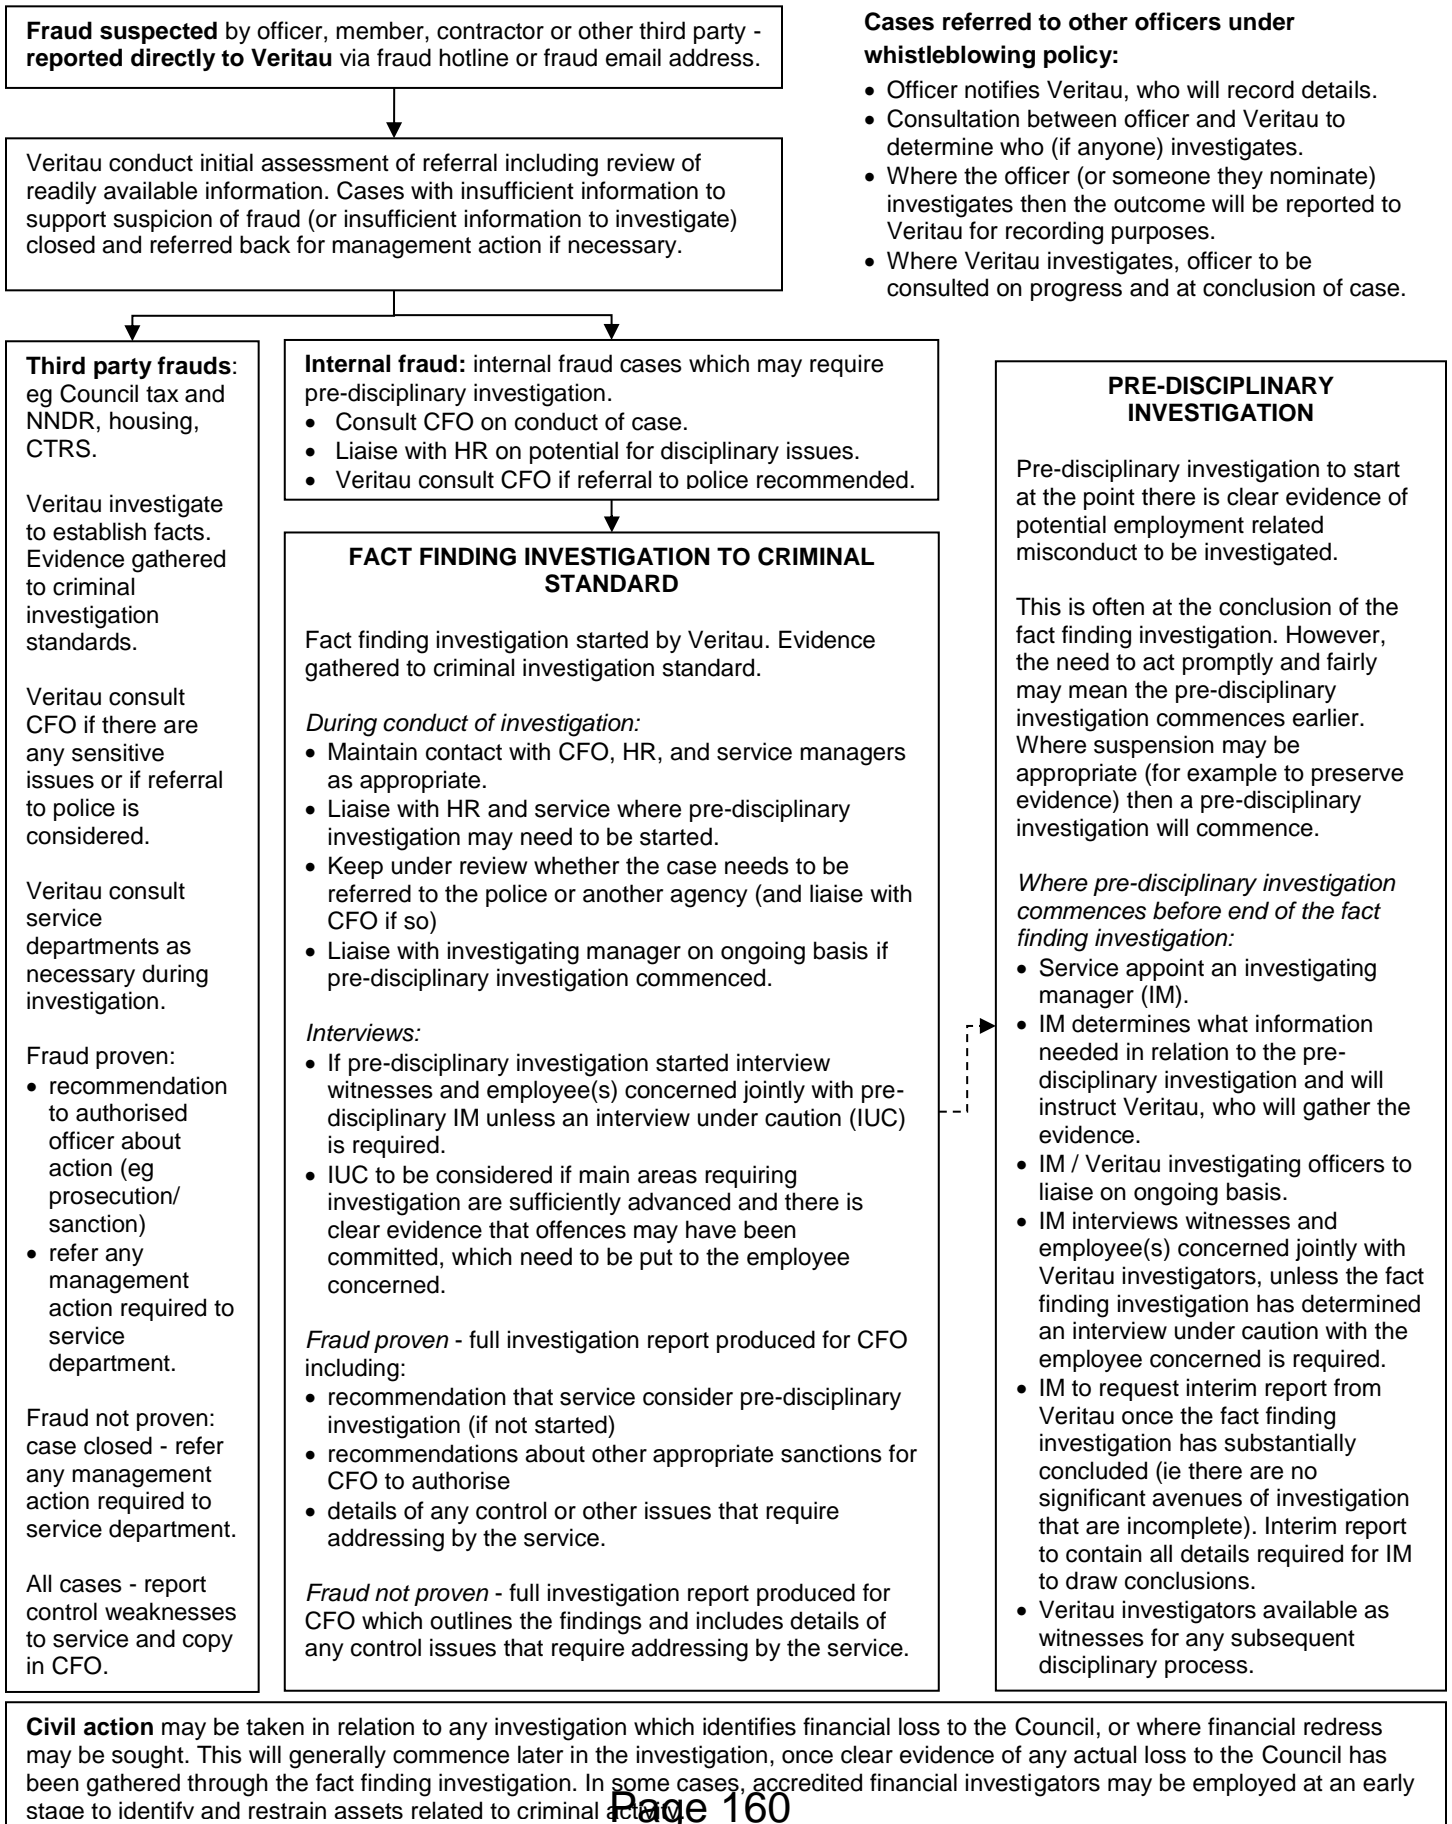 Fraud suspected by officer, member, contractor or other third party -
reported directly to Veritau via fraud hotline or fraud email address.
Cases referred to other officers under
whistleblowing policy:
• Officer notifies Veritau, who will record details.
• Consultation between officer and Veritau to
determine who (if anyone) investigates.
• Where the officer (or someone they nominate)
investigates then the outcome will be reported to
Veritau for recording purposes.
• Where Veritau investigates, officer to be
consulted on progress and at conclusion of case.
Veritau conduct initial assessment of referral including review of
readily available information. Cases with insufficient information to
support suspicion of fraud (or insufficient information to investigate)
closed and referred back for management action if necessary.
Third party frauds:
eg Council tax and
NNDR, housing,
CTRS.
Veritau investigate
to establish facts.
Evidence gathered
to criminal
investigation
standards.
Veritau consult
CFO if there are
any sensitive
issues or if referral
to police is
considered.
Veritau consult
service
departments as
necessary during
investigation.
Fraud proven:
• recommendation
to authorised
officer about
action (eg
prosecution/
sanction)
• refer any
management
action required to
service
department.
Fraud not proven:
case closed - refer
any management
action required to
service department.
All cases - report
control weaknesses
to service and copy
in CFO.
Internal fraud: internal fraud cases which may require
pre-disciplinary investigation.
• Consult CFO on conduct of case.
• Liaise with HR on potential for disciplinary issues.
• Veritau consult CFO if referral to police recommended.
FACT FINDING INVESTIGATION TO CRIMINAL
STANDARD
Fact finding investigation started by Veritau. Evidence
gathered to criminal investigation standard.
During conduct of investigation:
• Maintain contact with CFO, HR, and service managers
as appropriate.
• Liaise with HR and service where pre-disciplinary
investigation may need to be started.
• Keep under review whether the case needs to be
referred to the police or another agency (and liaise with
CFO if so)
• Liaise with investigating manager on ongoing basis if
pre-disciplinary investigation commenced.
Interviews:
• If pre-disciplinary investigation started interview
witnesses and employee(s) concerned jointly with pre-
disciplinary IM unless an interview under caution (IUC)
is required.
• IUC to be considered if main areas requiring
investigation are sufficiently advanced and there is
clear evidence that offences may have been
committed, which need to be put to the employee
concerned.
Fraud proven - full investigation report produced for CFO
including:
• recommendation that service consider pre-disciplinary
investigation (if not started)
• recommendations about other appropriate sanctions for
CFO to authorise
• details of any control or other issues that require
addressing by the service.
Fraud not proven - full investigation report produced for
CFO which outlines the findings and includes details of
any control issues that require addressing by the service.
PRE-DISCIPLINARY
INVESTIGATION
Pre-disciplinary investigation to start
at the point there is clear evidence of
potential employment related
misconduct to be investigated.
This is often at the conclusion of the
fact finding investigation. However,
the need to act promptly and fairly
may mean the pre-disciplinary
investigation commences earlier.
Where suspension may be
appropriate (for example to preserve
evidence) then a pre-disciplinary
investigation will commence.
Where pre-disciplinary investigation
commences before end of the fact
finding investigation:
• Service appoint an investigating
manager (IM).
• IM determines what information
needed in relation to the pre-
disciplinary investigation and will
instruct Veritau, who will gather the
evidence.
• IM / Veritau investigating officers to
liaise on ongoing basis.
• IM interviews witnesses and
employee(s) concerned jointly with
Veritau investigators, unless the fact
finding investigation has determined
an interview under caution with the
employee concerned is required.
• IM to request interim report from
Veritau once the fact finding
investigation has substantially
concluded (ie there are no
significant avenues of investigation
that are incomplete). Interim report
to contain all details required for IM
to draw conclusions.
• Veritau investigators available as
witnesses for any subsequent
disciplinary process.
Civil action may be taken in relation to any investigation which identifies financial loss to the Council, or where financial redress
may be sought. This will generally commence later in the investigation, once clear evidence of any actual loss to the Council has
been gathered through the fact finding investigation. In some cases, accredited financial investigators may be employed at an early
stage to identify and restrain assets related to criminal activity.
Page 160